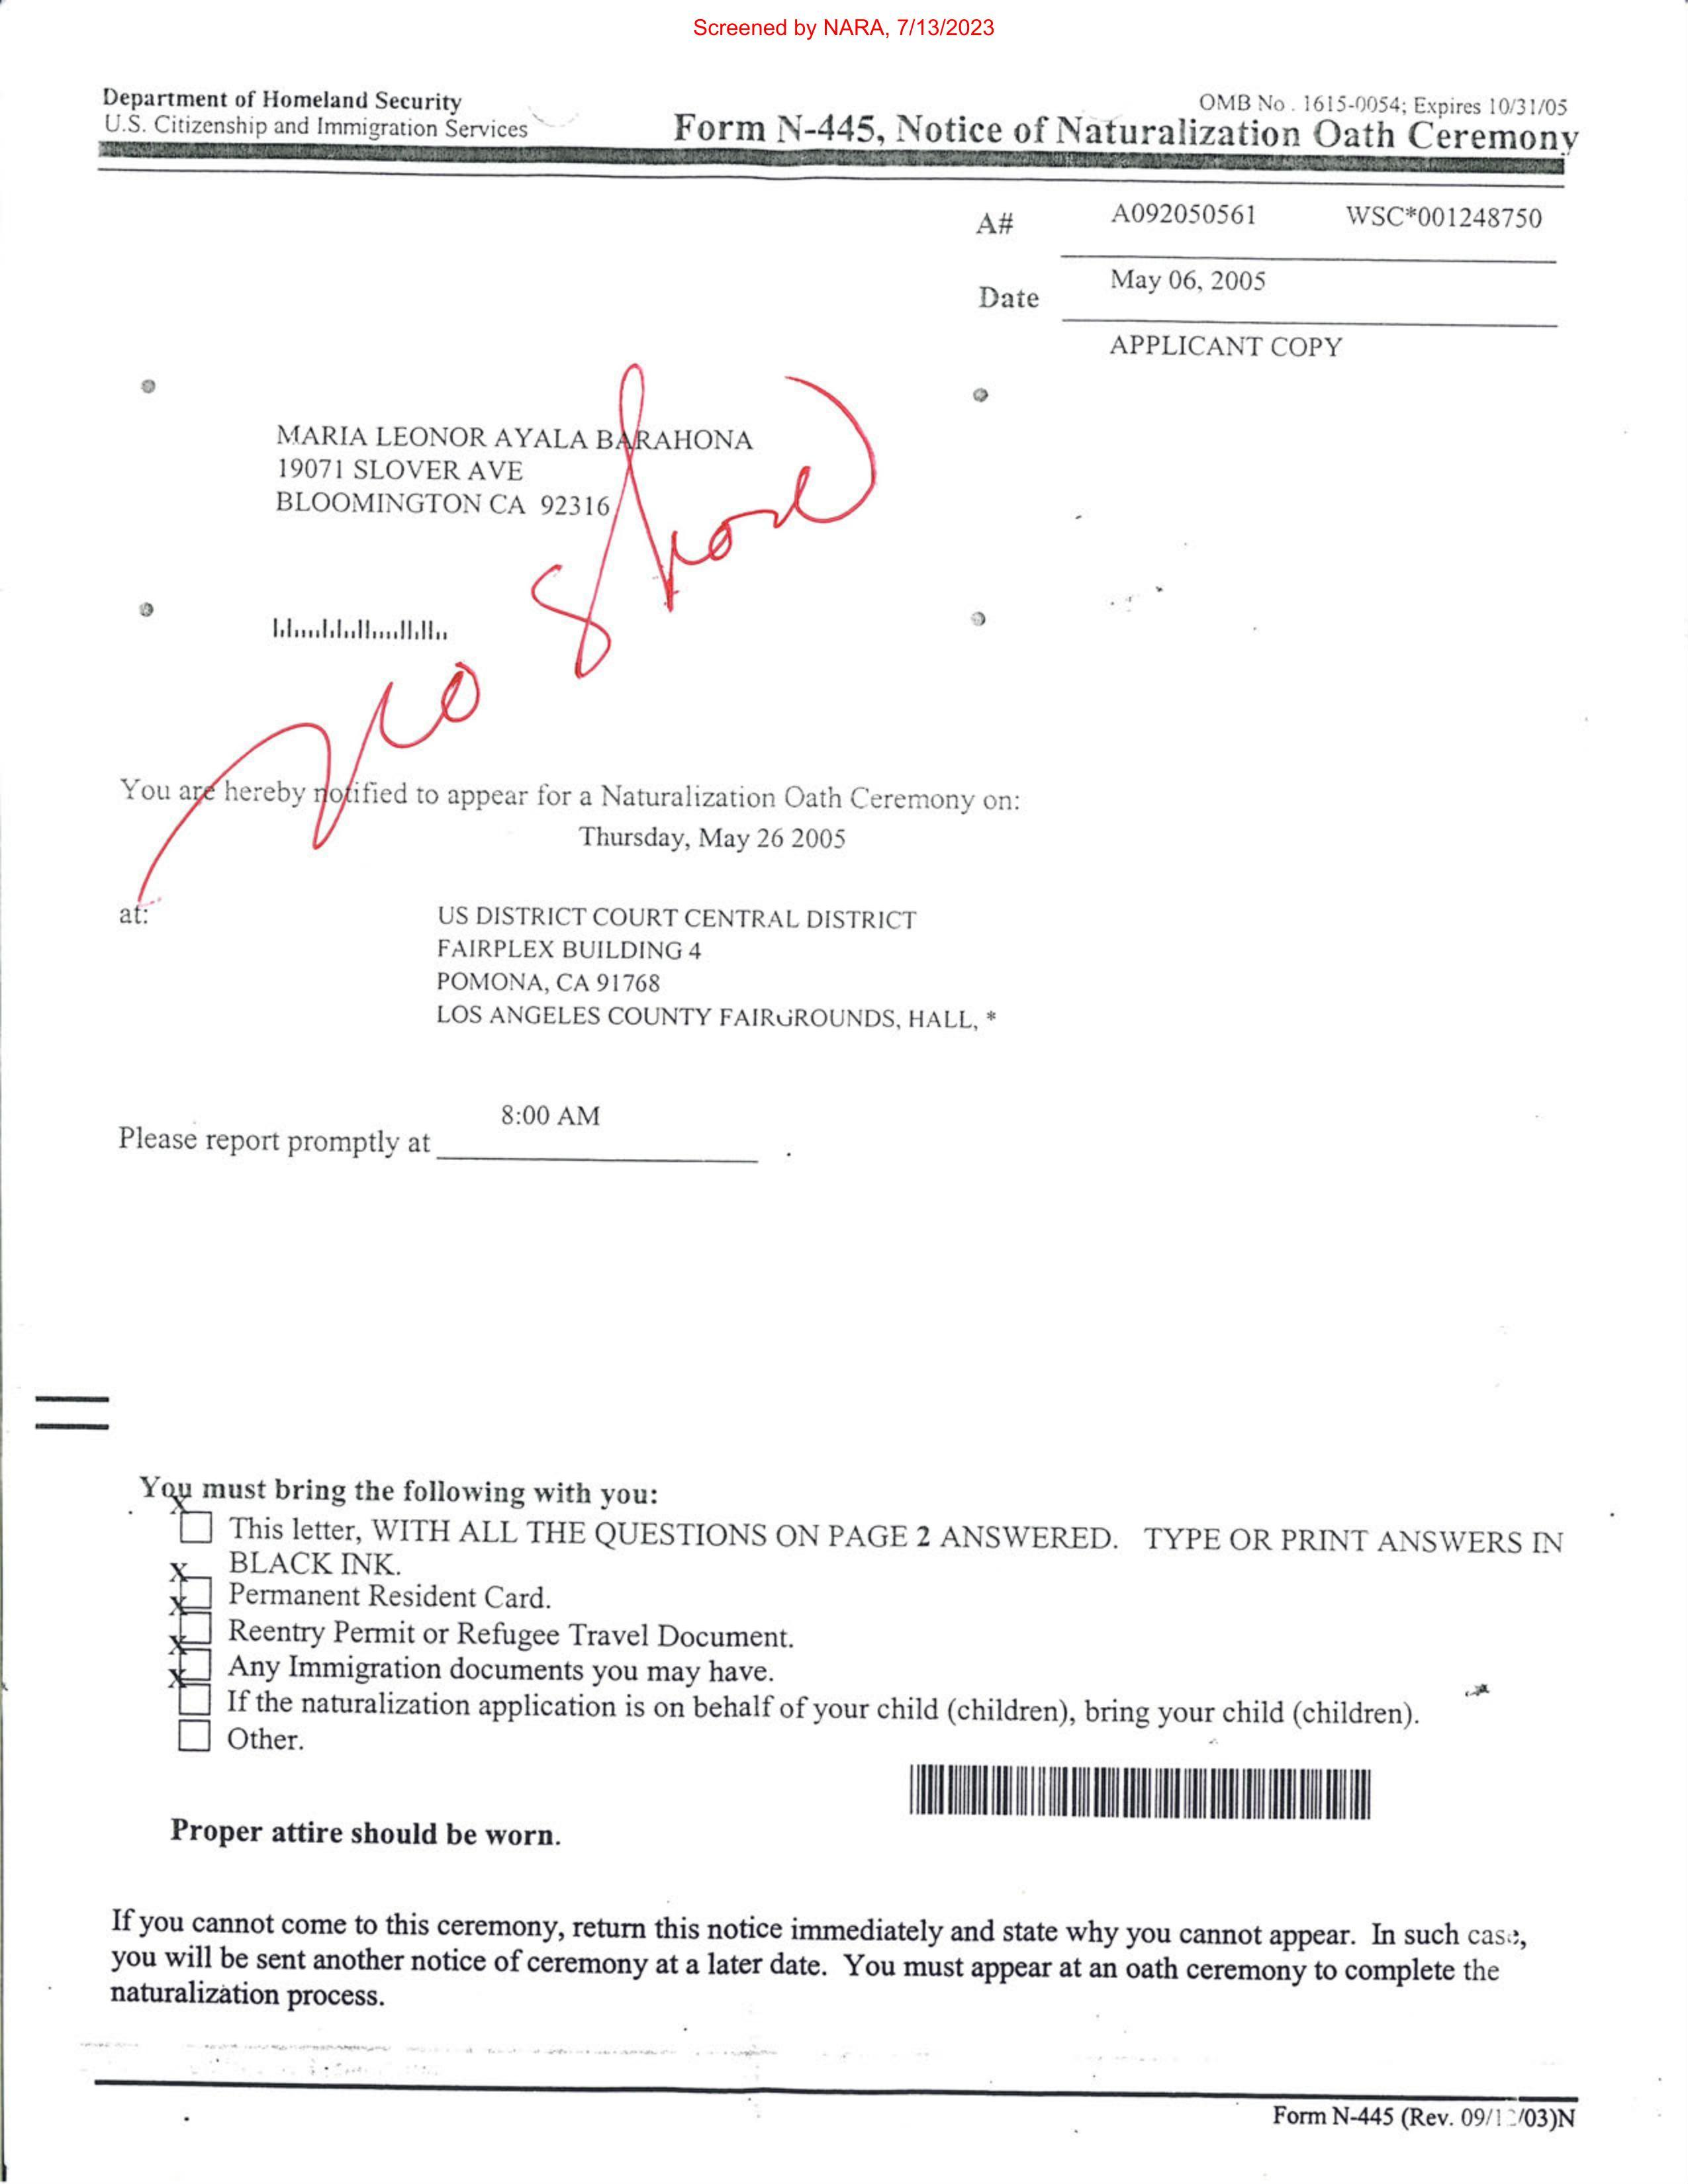 Screened by NARA, 7/13/2023
Department of Homeland Security
U.S. Citizenship and Immigration Services
OMB No. 1615-0054; Expires 10/31/05
Form N-445, Notice of Naturalization Oath Ceremony
A# A092050561 WSC*001248750
Date May 06, 2005
APPLICANT COPY
MARIA LEONOR AYALA BARAHONA
19071 SLOVER AVE
BLOOMINGTON CA 92316
no show
You are hereby notified to appear for a Naturalization Oath Ceremony on:
Thursday, May 26 2005
at: US DISTRICT COURT CENTRAL DISTRICT
FAIRPLEX BUILDING 4
POMONA, CA 91768
LOS ANGELES COUNTY FAIRGROUNDS, HALL, *
8:00 AM
Please report promptly at .
You must bring the following with you:
X This letter, WITH ALL THE QUESTIONS ON PAGE 2 ANSWERED. TYPE OR PRINT ANSWERS IN
BLACK INK.
X Permanent Resident Card.
X Reentry Permit or Refugee Travel Document.
X Any Immigration documents you may have.
X If the naturalization application is on behalf of your child (children), bring your child (children).
Other.
Proper attire should be worn.
If you cannot come to this ceremony, return this notice immediately and state why you cannot appear. In such case,
you will be sent another notice of ceremony at a later date. You must appear at an oath ceremony to complete the
naturalization process.
Form N-445 (Rev.